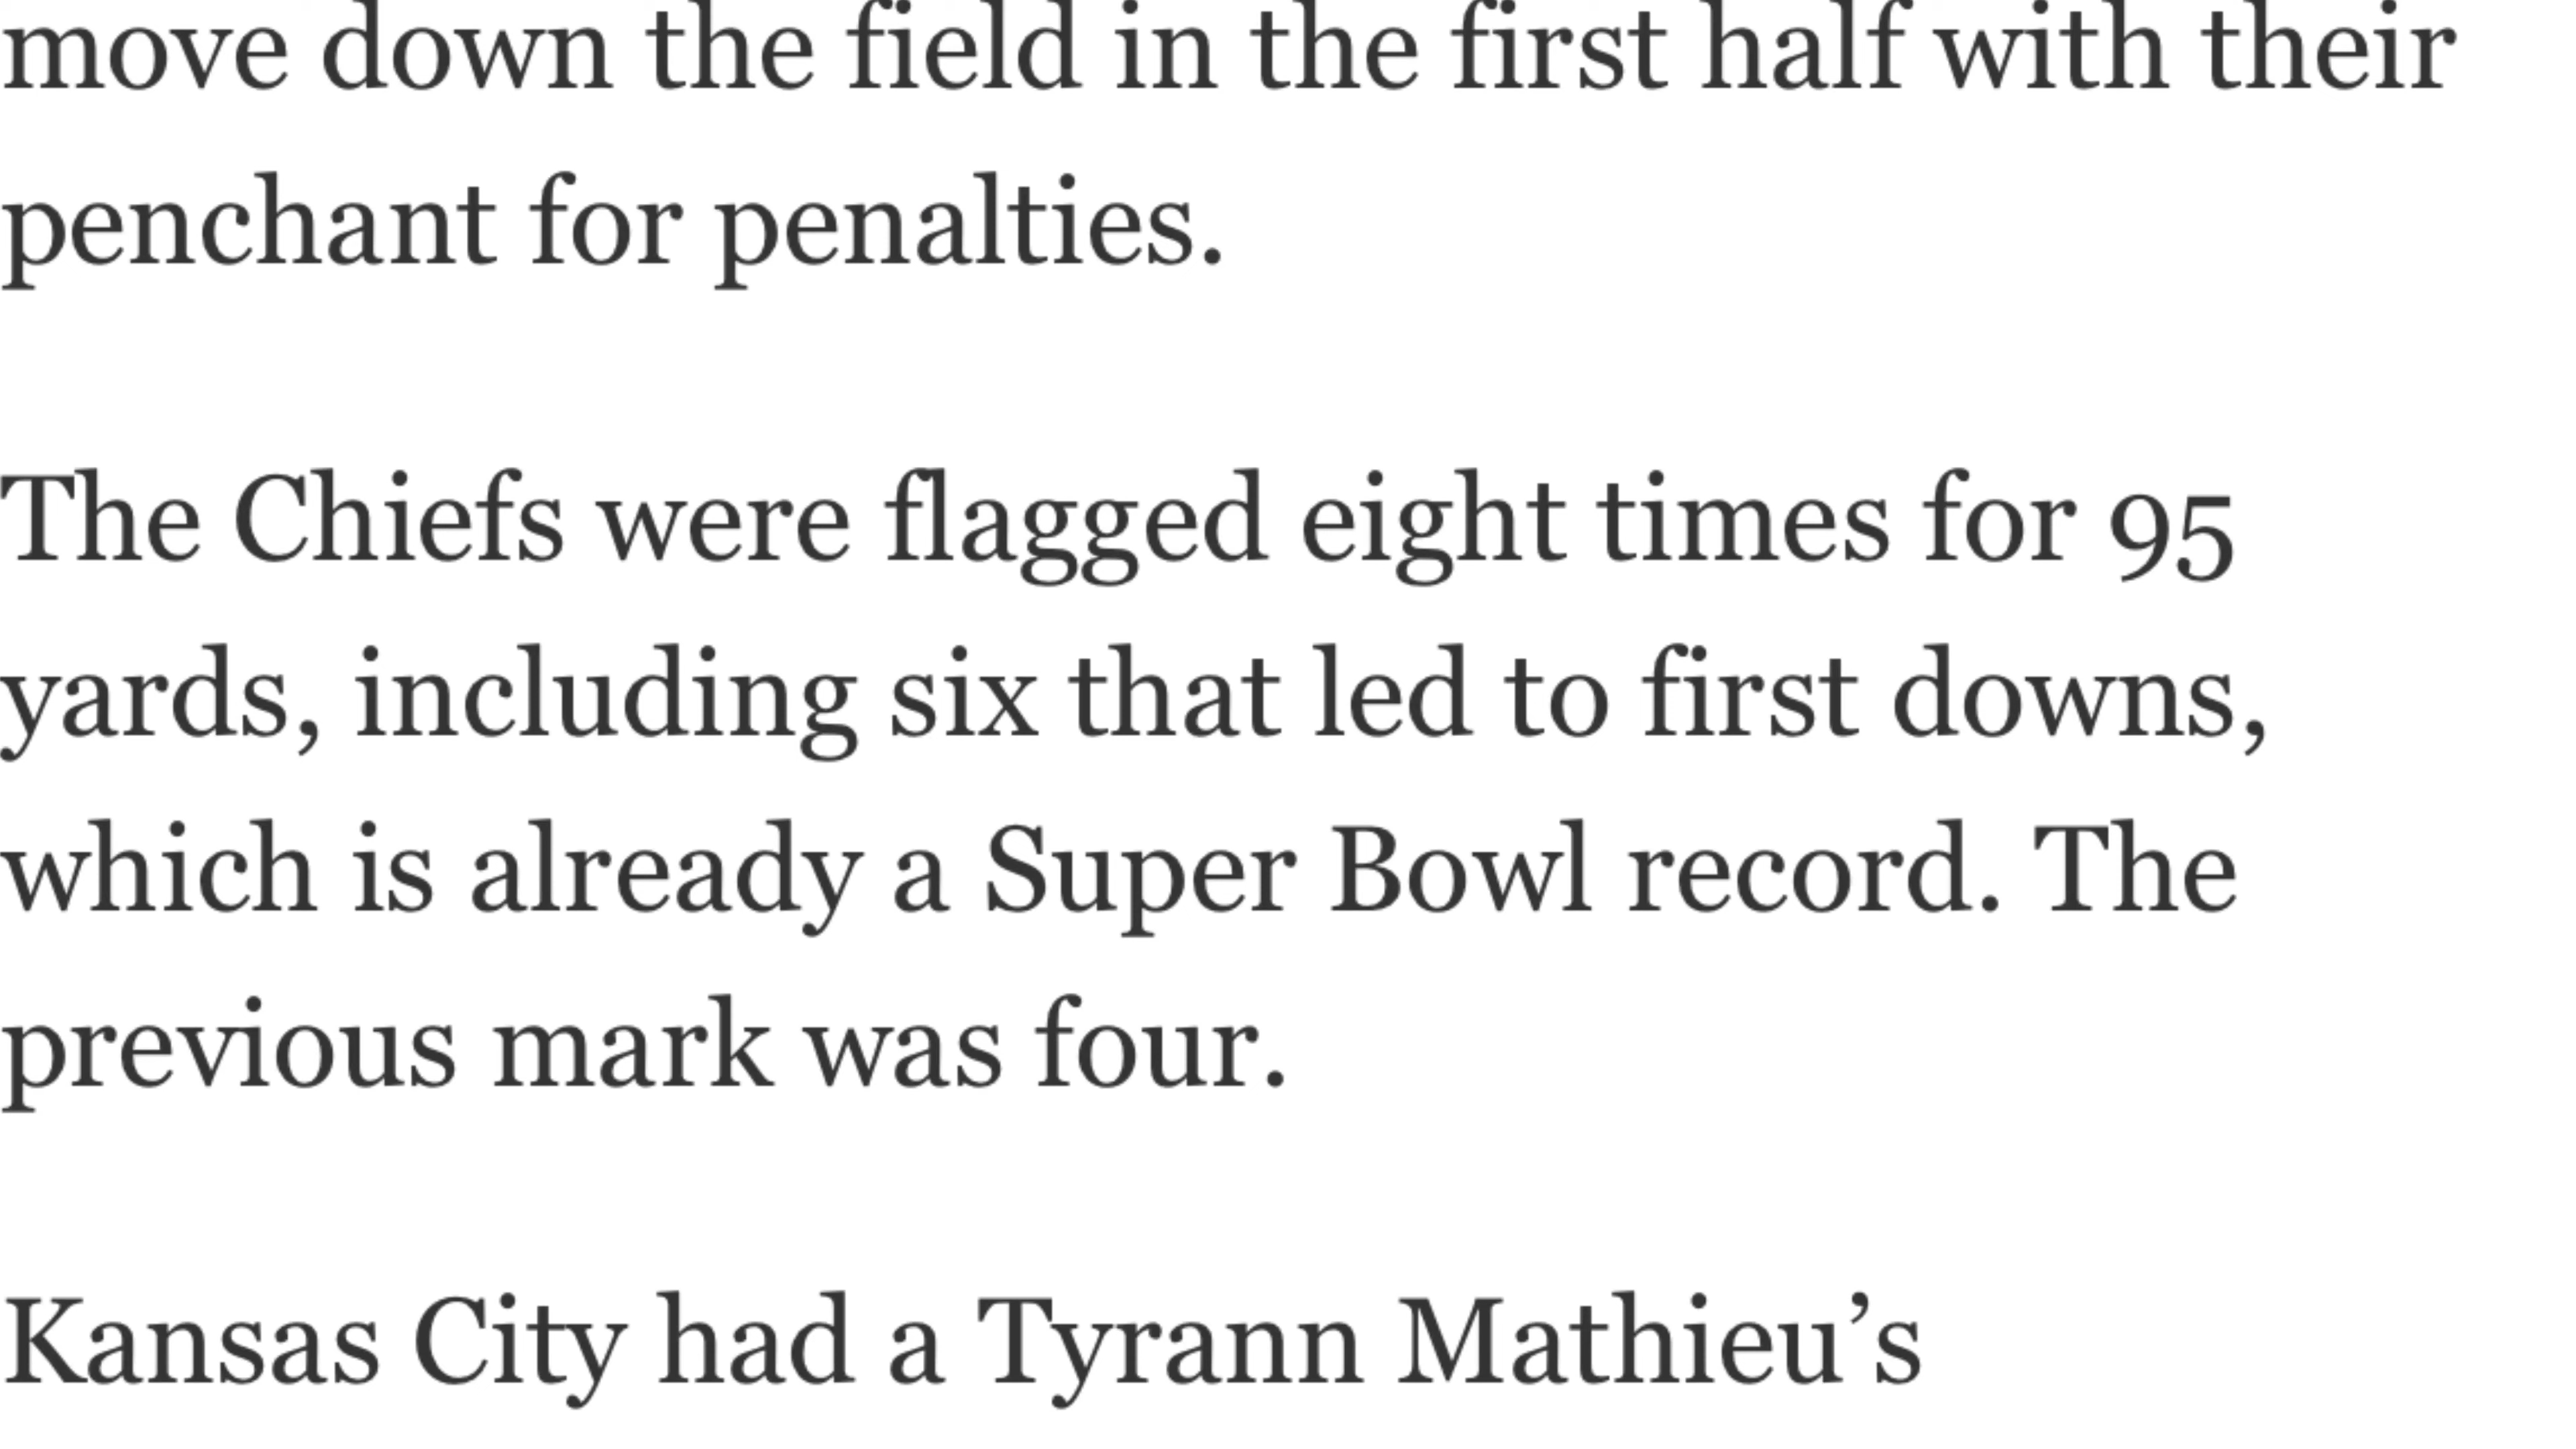 move down the field in the first half with their
penchant for penalties.
The Chiefs were flagged eight times for 95
yards, including six that led to first downs,
which is already a Super Bowl record. The
previous mark was four.
Kansas City had a Tyrann Mathieu’s